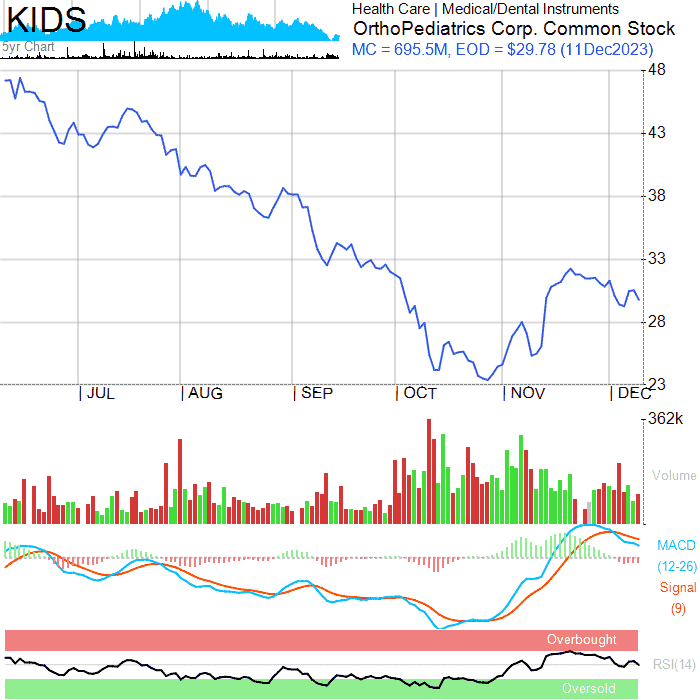 KIDS
5yr Chart
Health Care | Medical/Dental Instruments
OrthoPediatrics Corp. Common Stock
MC = 695.5M, EOD = $29.78 (11Dec2023)
48
43
38
33
28
23
JUL
AUG
SEP
OCT
NOV
DEC
362k
Volume
MACD
(12-26)
Signal
(9)
Overbought
RSI(14)
Oversold